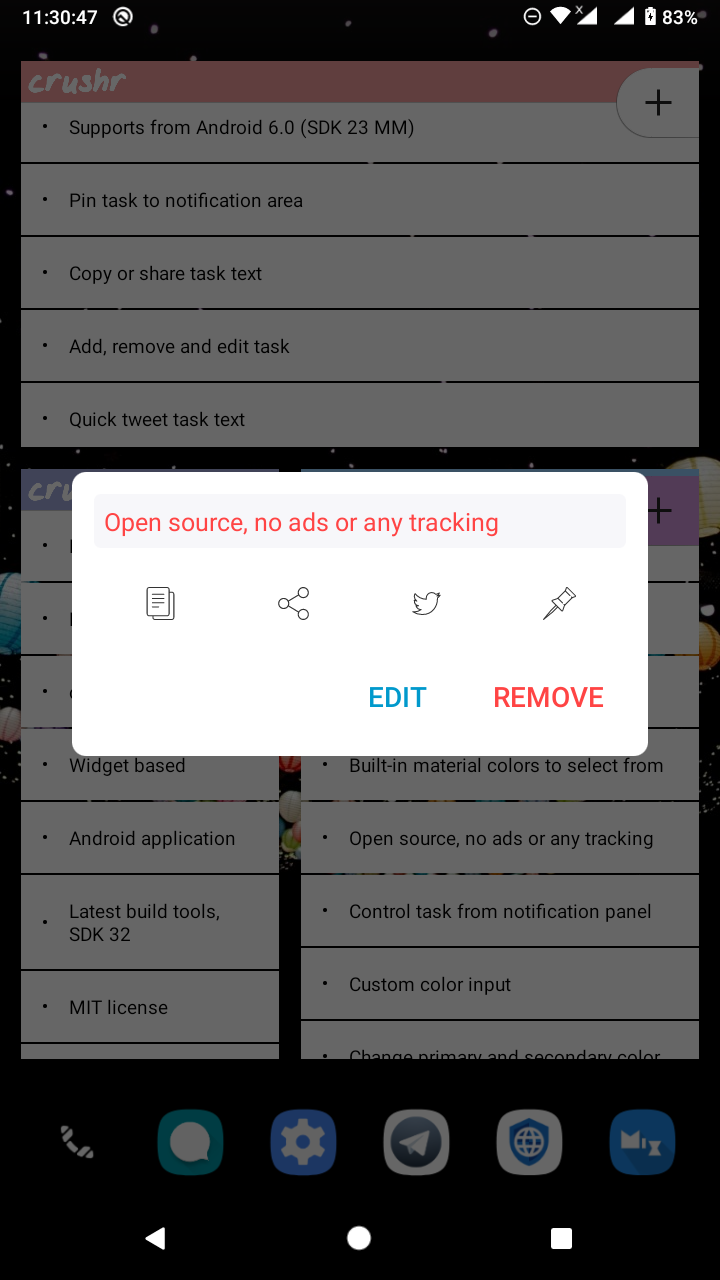 11:30:47
83%
crushr
Supports from Android 6.0 (SDK 23 MM)
Pin task to notification area
Copy or share task text
Add, remove and edit task
Quick tweet task text
Open source, no ads or any tracking
EDIT
REMOVE
Widget based
Android application
Latest build tools,
SDK 32
MIT license
Built-in material colors to select from
Open source, no ads or any tracking
Control task from notification panel
Custom color input
Change primary and secondary color
MiX